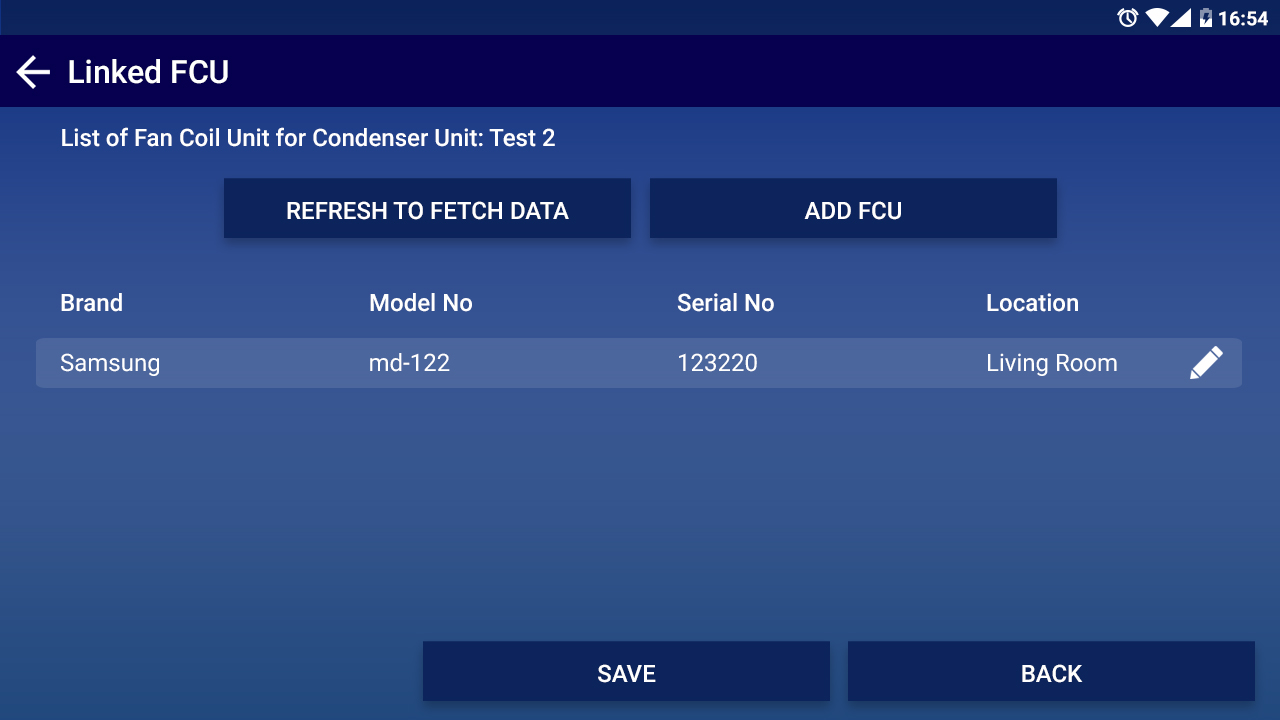 16:54
Linked FCU
List of Fan Coil Unit for Condenser Unit: Test 2
REFRESH TO FETCH DATA ADD FCU
Brand Model No Serial No Location
Samsung md-122 123220 Living Room
SAVE BACK